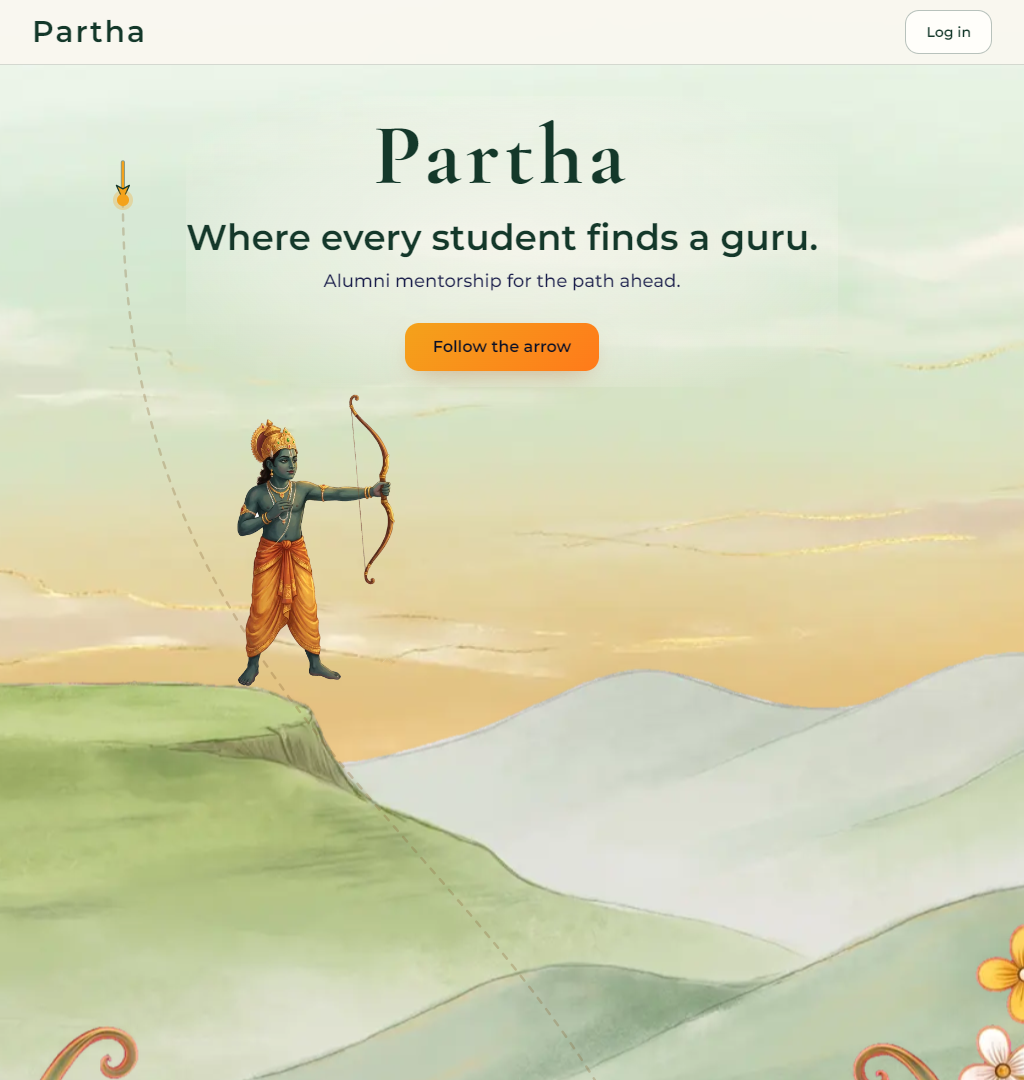 Partha
Log in
Partha
Where every student finds a guru.
Alumni mentorship for the path ahead.
Follow the arrow